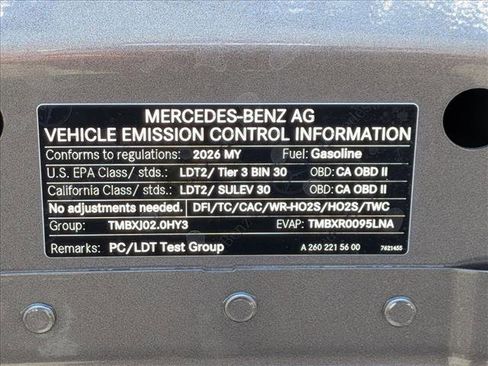 MERCEDES-BENZ AG
VEHICLE EMISSION CONTROL INFORMATION
Conforms to regulations: 2026 MY Fuel: Gasoline
U.S. EPA Class/ stds.: LDT2/ Tier 3 BIN 30 OBD: CA OBD II
California Class/ stds.: LDT2/ SULEV 30 OBD: CA OBD II
No adjustments needed. DFI/TC/CAC/WR-HO2S/HO2S/TWC
Group: TMBXJ02.0HY3 EVAP: TMBXR0095LNA
Remarks: PC/LDT Test Group A 260 221 56 00 7621455